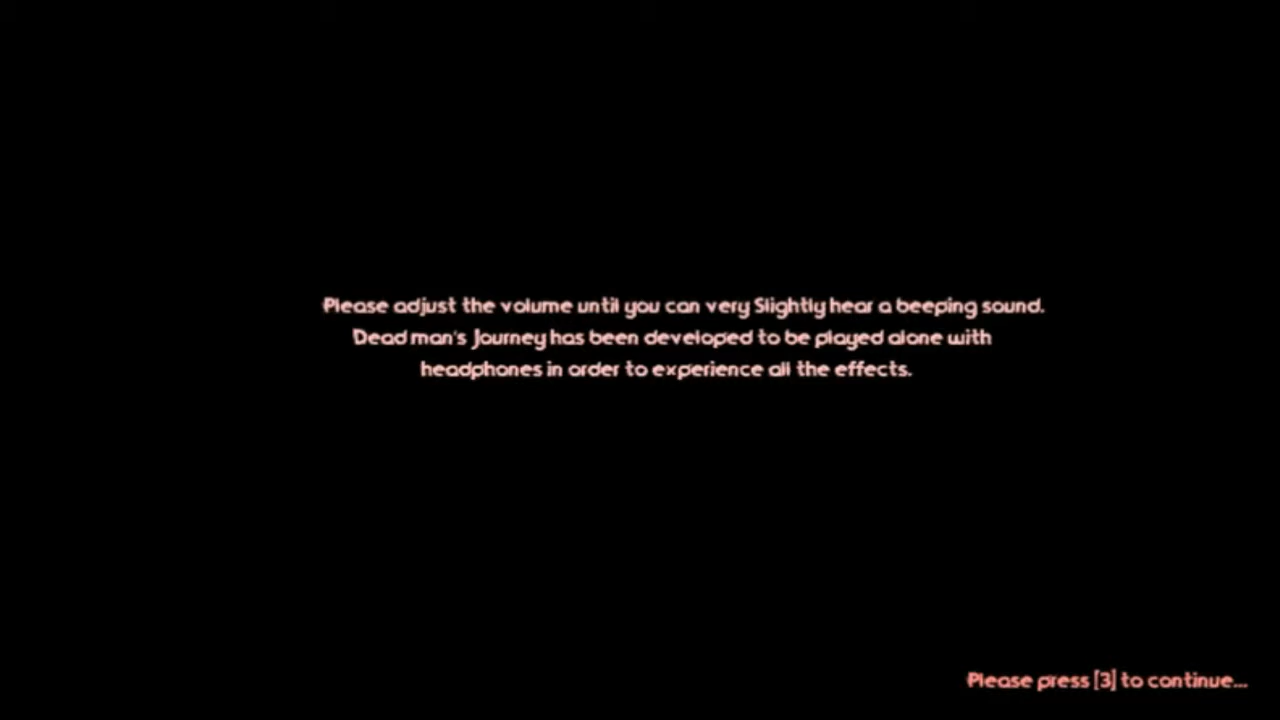 Please adjust the volume until you can very Slightly hear a beeping sound.
Dead man's Journey has been developed to be played alone with
headphones in order to experience all the effects.
Please press [3] to continue...